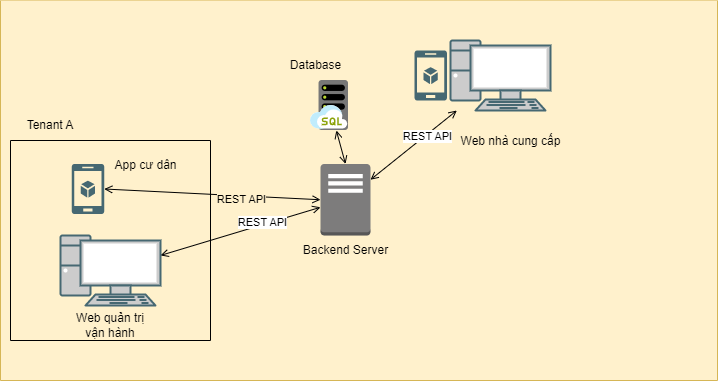 Database
SQL
REST API
Web nhà cung cấp
Tenant A
App cư dân
REST API
REST API
Backend Server
Web quản trị
vận hành